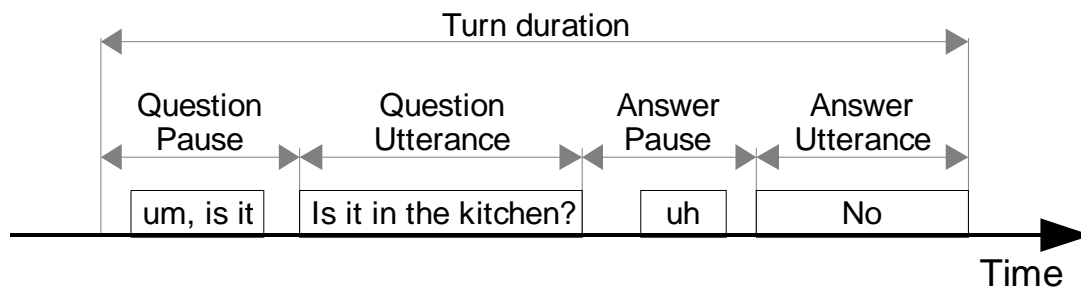 Turn duration
Question Question Answer Answer
Pause Utterance Pause Utterance
um, is it Is it in the kitchen? uh No
Time